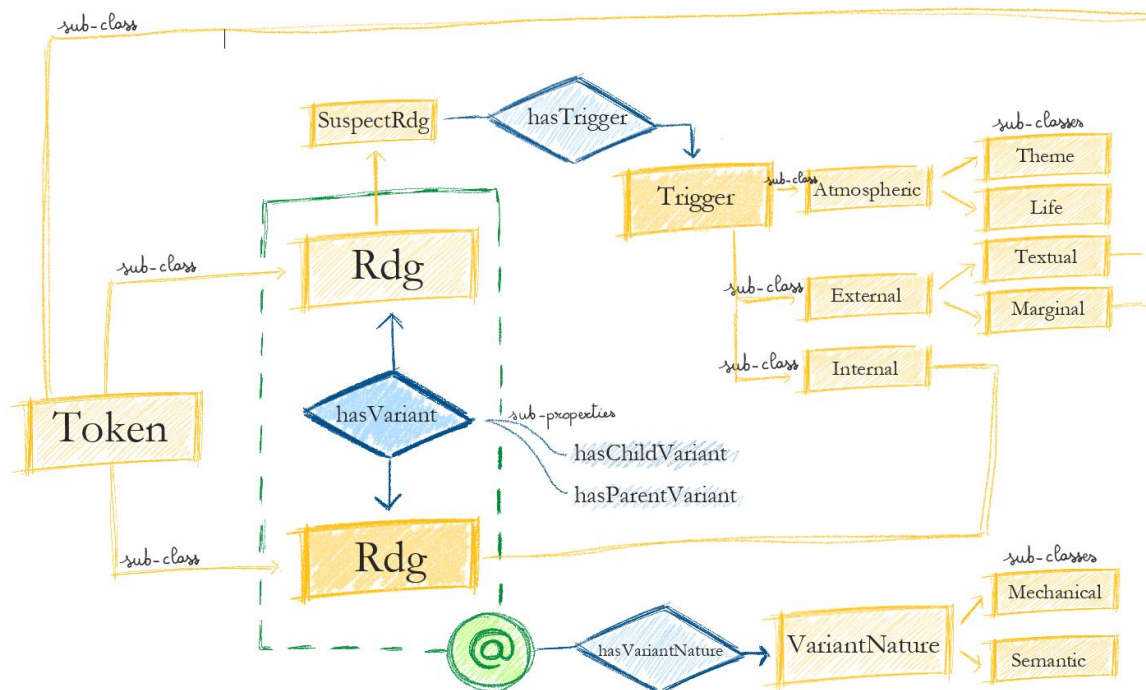 sub-class
SuspectRdg
hasTrigger
sub-classes
Theme
Trigger
sub-class
Atmospheric
Life
Rdg
sub-class
Textual
sub-class
External
Marginal
sub-class
Internal
Token
hasVariant
sub-properties
hasChildVariant
hasParentVariant
sub-class
Rdg
sub-classes
Mechanical
@
hasVariantNature
VariantNature
Semantic